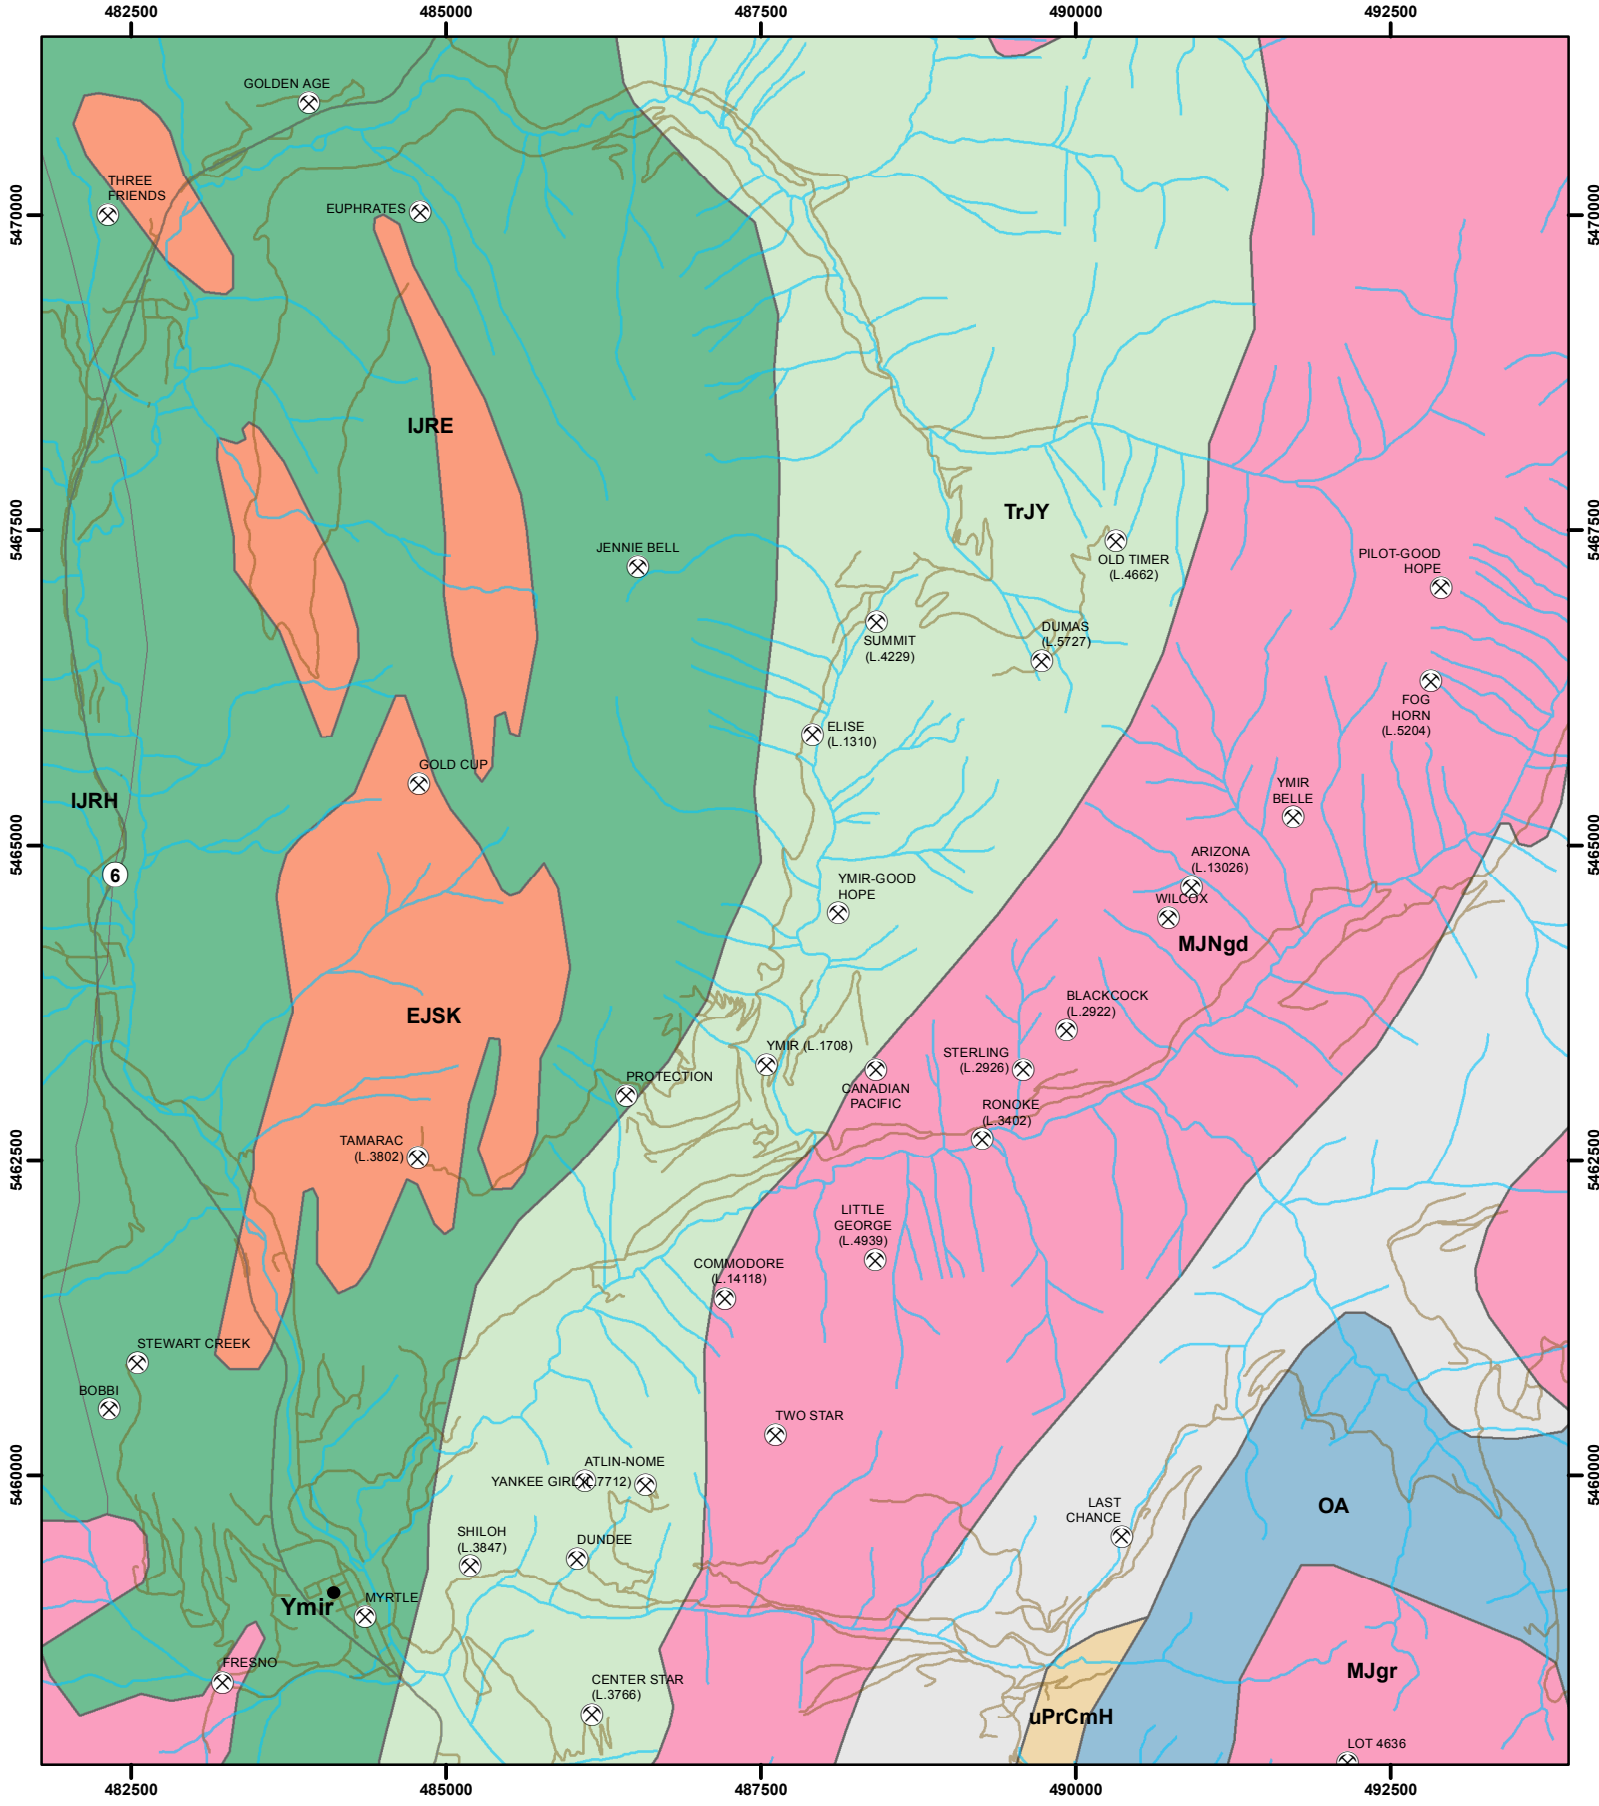 482500
485000
487500
490000
492500
GOLDEN AGE
THREE
FRIENDS
5470000
5470000
EUPHRATES
IJRE
TrJY
5467500
5467500
JENNIE BELL
OLD TIMER
(L.4662)
PILOT-GOOD
HOPE
SUMMIT
(L.4229)
DUMAS
(L.5727)
FOG
HORN
(L.5204)
ELISE
(L.1310)
GOLD CUP
YMIR
BELLE
IJRH
5465000
5465000
6
ARIZONA
(L.13026)
YMIR-GOOD
HOPE
WILCOX
MJNgd
BLACKCOCK
(L.2922)
EJSK
YMIR (L.1708)
STERLING
(L.2926)
PROTECTION
CANADIAN
PACIFIC
RONOKE
(L.3402)
TAMARAC
(L.3802)
5462500
5462500
LITTLE
GEORGE
(L.4939)
COMMODORE
(L.14118)
STEWART CREEK
BOBBI
TWO STAR
ATLIN-NOME
YANKEE GIRL (L.7712)
5460000
5460000
LAST
CHANCE
OA
SHILOH
(L.3847)
DUNDEE
Ymir
MYRTLE
FRESNO
CENTER STAR
(L.3766)
MJgr
uPrCmH
LOT 4636
482500
485000
487500
490000
492500